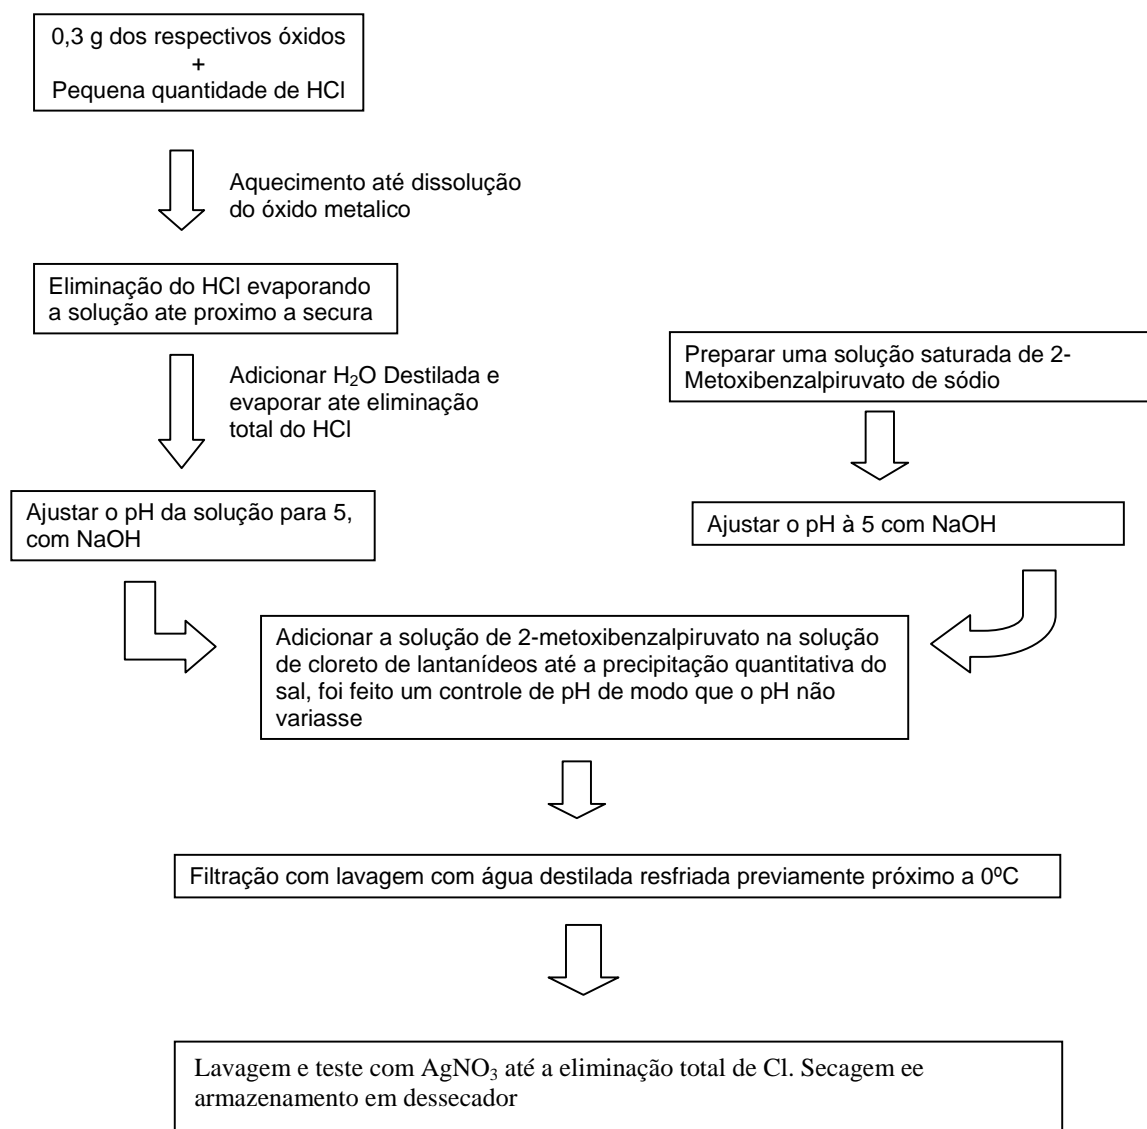 0,3 g dos respectivos óxidos
+
Pequena quantidade de HCl
Aquecimento até dissolução
do óxido metalico
Eliminação do HCl evaporando
a solução ate proximo a secura
Adicionar H₂O Destilada e
evaporar ate eliminação
total do HCl
Ajustar o pH da solução para 5,
com NaOH
Preparar uma solução saturada de 2-
Metoxibenzalpiruvato de sódio
Ajustar o pH à 5 com NaOH
Adicionar a solução de 2-metoxibenzalpiruvato na solução
de cloreto de lantanídeos até a precipitação quantitativa do
sal, foi feito um controle de pH de modo que o pH não
variasse
Filtração com lavagem com água destilada resfriada previamente próximo a 0ºC
Lavagem e teste com AgNO₃ até a eliminação total de Cl. Secagem ee
armazenamento em dessecador